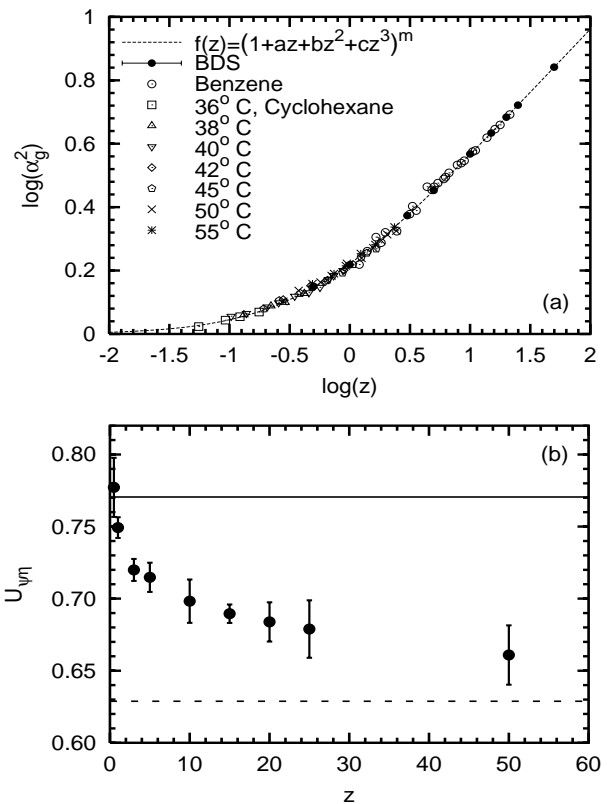 1
0.8
0.6
0.4
0.2
0
log(α_g^2)
f(z)=(1+az+bz^2+cz^3)^m
BDS
Benzene
36° C, Cyclohexane
38° C
40° C
42° C
45° C
50° C
55° C
(a)
-2 -1.5 -1 -0.5 0 0.5 1 1.5 2
log(z)
(b)
0.80
0.75
0.70
0.65
0.60
U_ψη
0 10 20 30 40 50 60
z